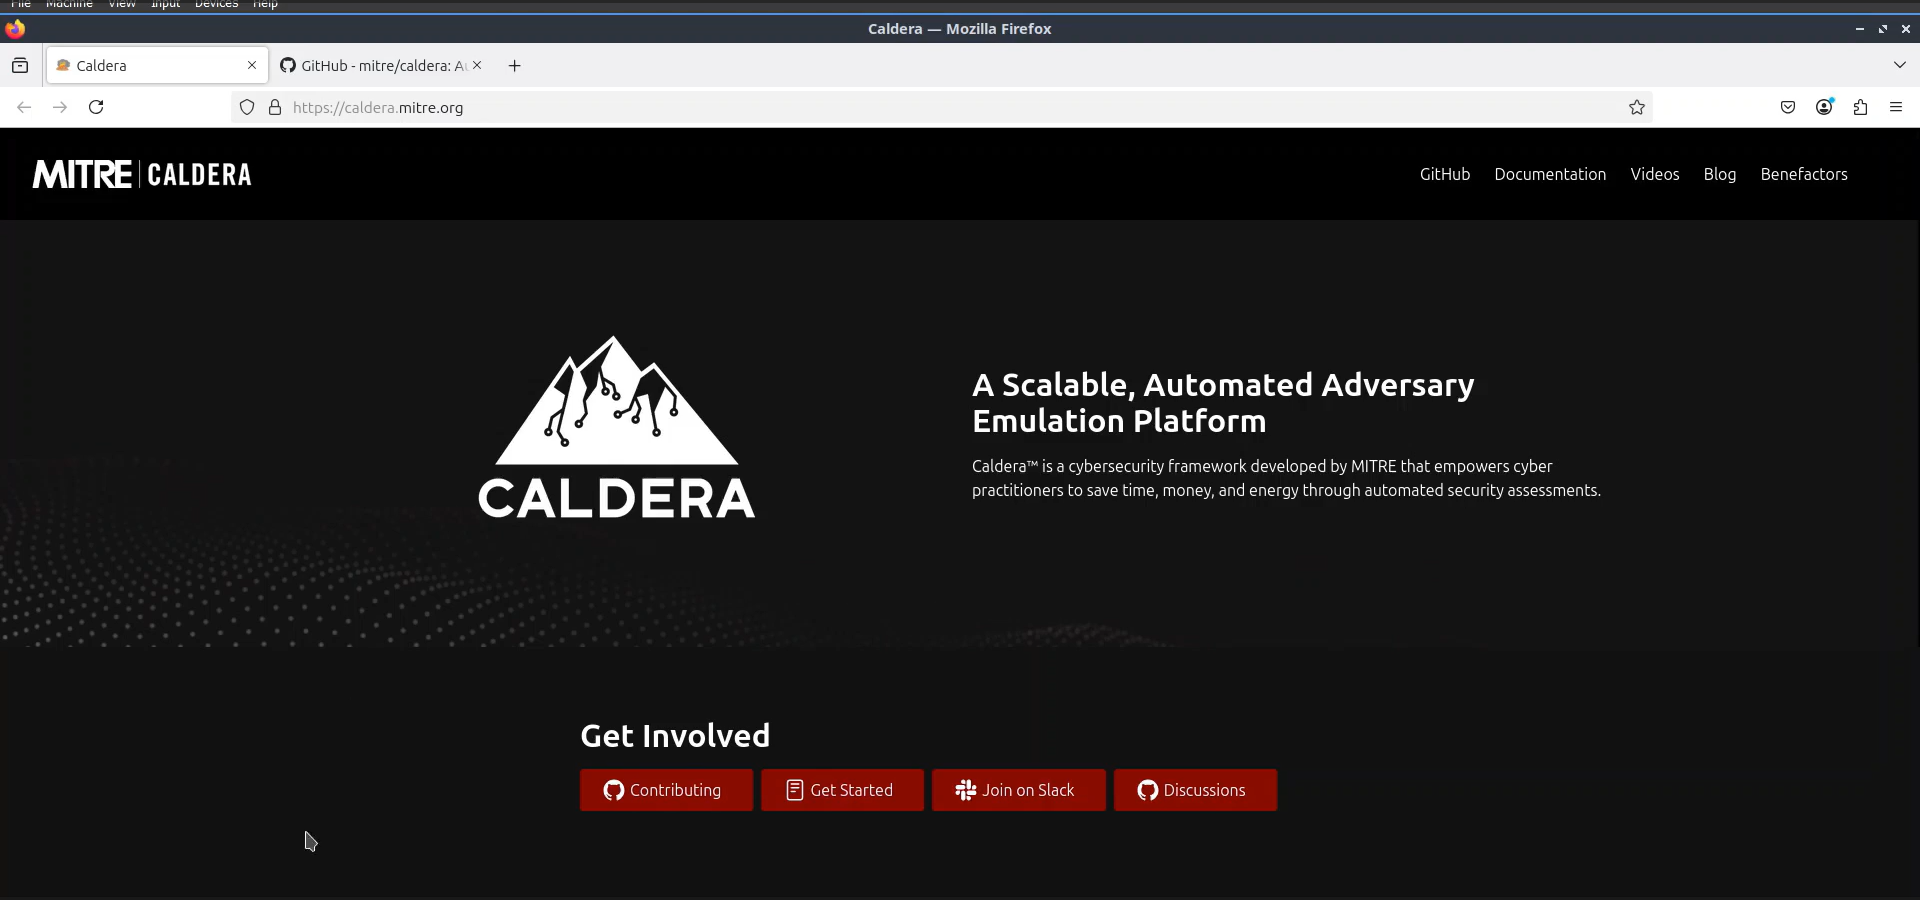 File Machine View Input Devices Help
Caldera — Mozilla Firefox
Caldera
GitHub - mitre/caldera: Au
https://caldera.mitre.org
MITRE | CALDERA
GitHub Documentation Videos Blog Benefactors
CALDERA
A Scalable, Automated Adversary
Emulation Platform
Caldera™ is a cybersecurity framework developed by MITRE that empowers cyber
practitioners to save time, money, and energy through automated security assessments.
Get Involved
Contributing Get Started Join on Slack Discussions